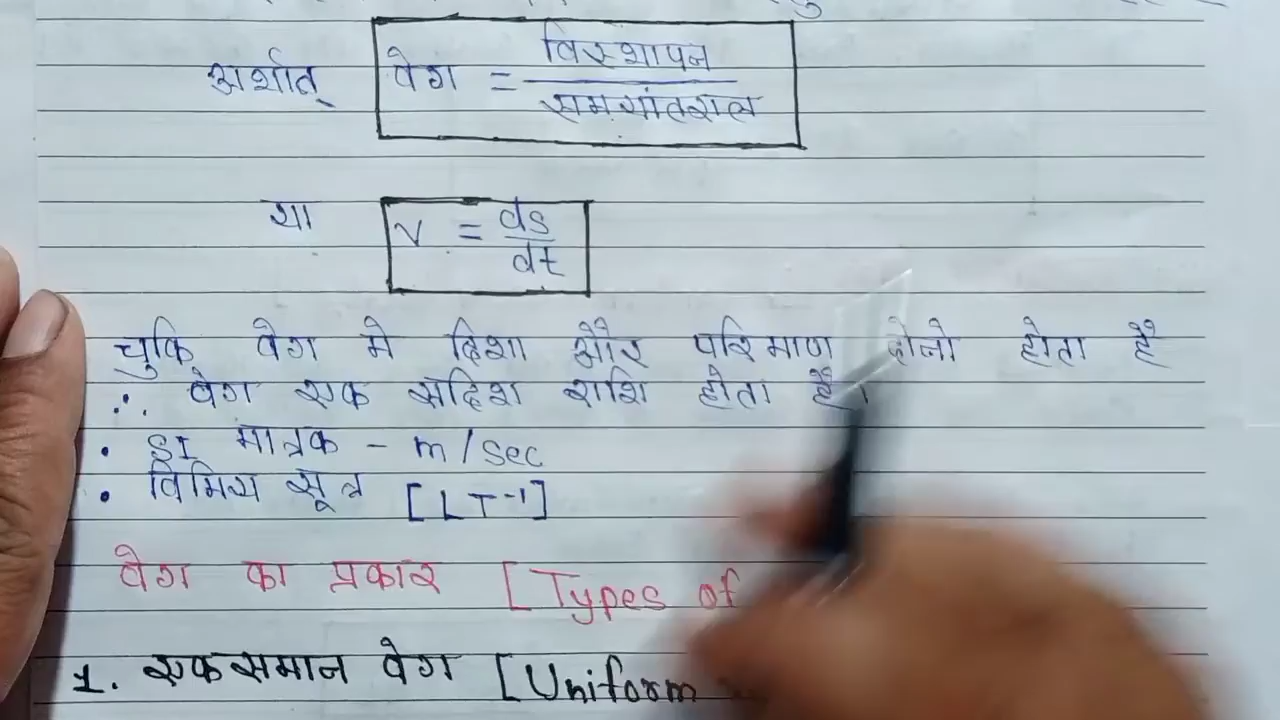 अर्थात् वेग = विस्थापन / समयांतराल
या v = ds/dt
चुकि वेग मे दिशा और परिमाण दोनो होता है
∴ वेग एक सदिश राशि होता है।
• SI मात्रक - m/sec
• विमिय सूत्र [LT⁻¹]
वेग का प्रकार [Types of
1. एकसमान वेग [Uniform